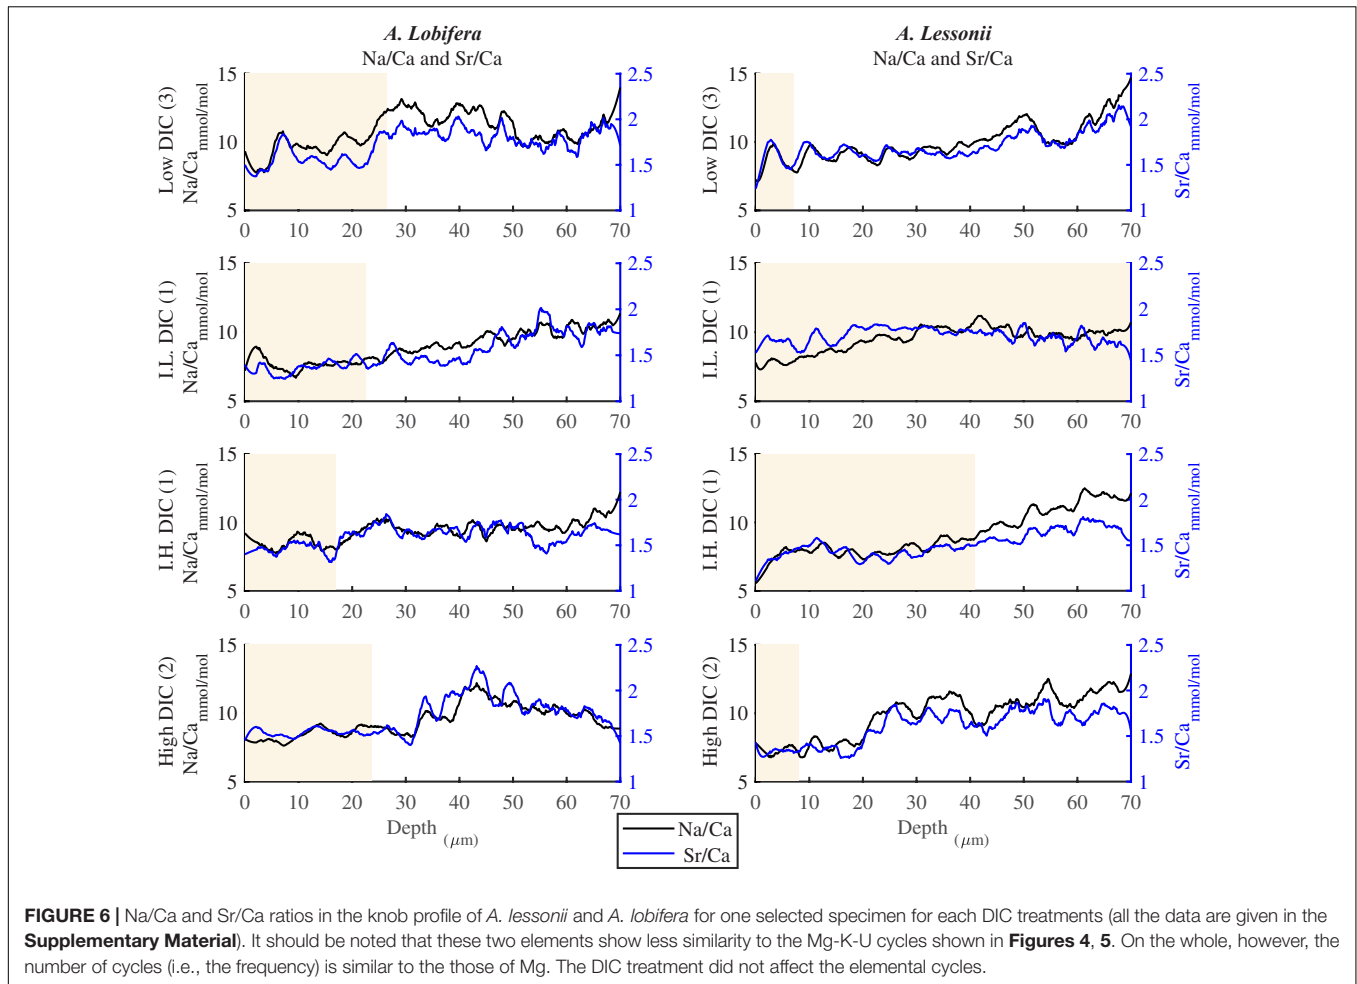 A. Lobifera
Na/Ca and Sr/Ca
A. Lessonii
Na/Ca and Sr/Ca
Low DIC (3)
Na/Ca mmol/mol
15
10
5
2.5
2
1.5
1
0 10 20 30 40 50 60 70
Low DIC (3)
15
10
5
2.5
2
1.5
1
Sr/Ca mmol/mol
0 10 20 30 40 50 60 70
I.L. DIC (1)
Na/Ca mmol/mol
15
10
5
2.5
2
1.5
1
0 10 20 30 40 50 60 70
I.L. DIC (1)
15
10
5
2.5
2
1.5
1
Sr/Ca mmol/mol
0 10 20 30 40 50 60 70
I.H. DIC (1)
Na/Ca mmol/mol
15
10
5
2.5
2
1.5
1
0 10 20 30 40 50 60 70
I.H. DIC (1)
15
10
5
2.5
2
1.5
1
Sr/Ca mmol/mol
0 10 20 30 40 50 60 70
High DIC (2)
Na/Ca mmol/mol
15
10
5
2.5
2
1.5
1
0 10 20 30 40 50 60 70
Depth (μm)
High DIC (2)
15
10
5
2.5
2
1.5
1
Sr/Ca mmol/mol
0 10 20 30 40 50 60 70
Depth (μm)
Na/Ca
Sr/Ca
FIGURE 6 | Na/Ca and Sr/Ca ratios in the knob profile of A. lessonii and A. lobifera for one selected specimen for each DIC treatments (all the data are given in the
Supplementary Material). It should be noted that these two elements show less similarity to the Mg-K-U cycles shown in Figures 4, 5. On the whole, however, the
number of cycles (i.e., the frequency) is similar to the those of Mg. The DIC treatment did not affect the elemental cycles.